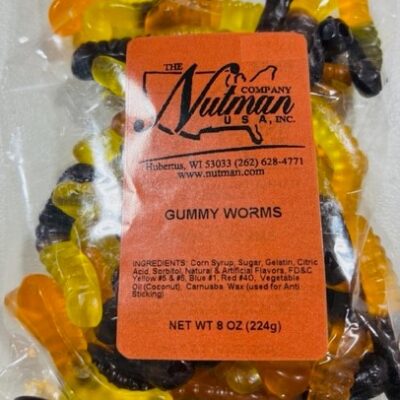 THE
Nutman
COMPANY
USA, INC.
Hubertus, WI 53033 (262) 628-4771
www.nutman.com
GUMMY WORMS
INGREDIENTS: Corn Syrup, Sugar, Gelatin, Citric
Acid, Sorbitol, Natural & Artificial Flavors, FD&C
Yellow #5 & #6, Blue #1, Red #40, Vegetable
Oil (Coconut), Carnuaba Wax (used for Anti
Sticking)
NET WT 8 OZ (224g)